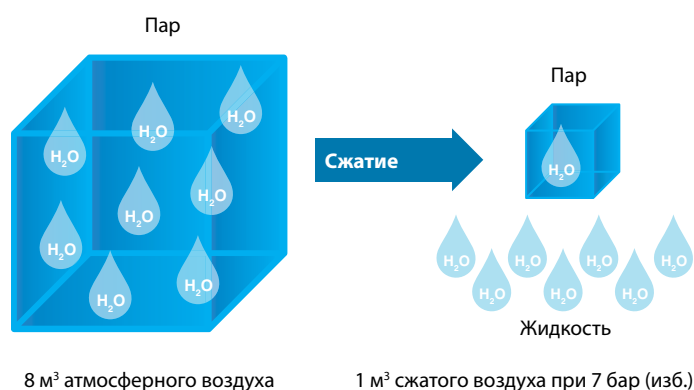 Пар
H₂O
H₂O
H₂O
H₂O
H₂O
H₂O
H₂O
H₂O
8 м³ атмосферного воздуха
Сжатие
Пар
H₂O
H₂O
H₂O
H₂O
H₂O
H₂O
H₂O
H₂O
Жидкость
1 м³ сжатого воздуха при 7 бар (изб.)